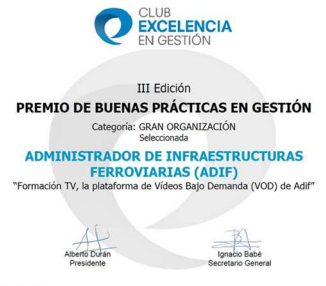 CLUB
EXCELENCIA
EN GESTIÓN
III Edición
PREMIO DE BUENAS PRÁCTICAS EN GESTIÓN
Categoría: GRAN ORGANIZACIÓN
Seleccionada
ADMINISTRADOR DE INFRAESTRUCTURAS
FERROVIARIAS (ADIF)
"Formación TV, la plataforma de Vídeos Bajo Demanda (VOD) de Adif"
Alberto Durán
Presidente
Ignacio Babé
Secretario General